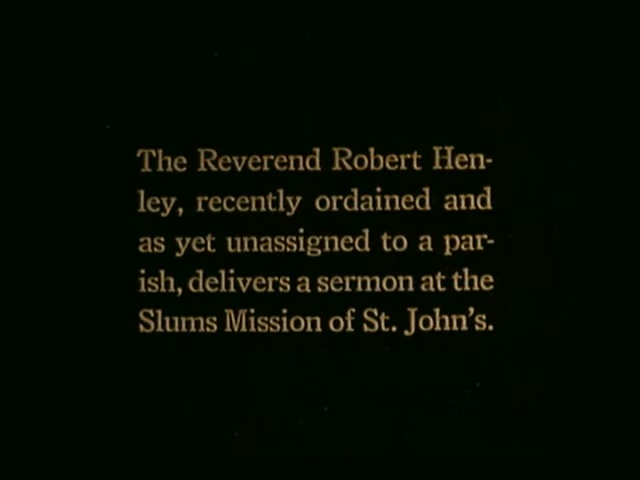 The Reverend Robert Hen-
ley, recently ordained and
as yet unassigned to a par-
ish, delivers a sermon at the
Slums Mission of St. John's.